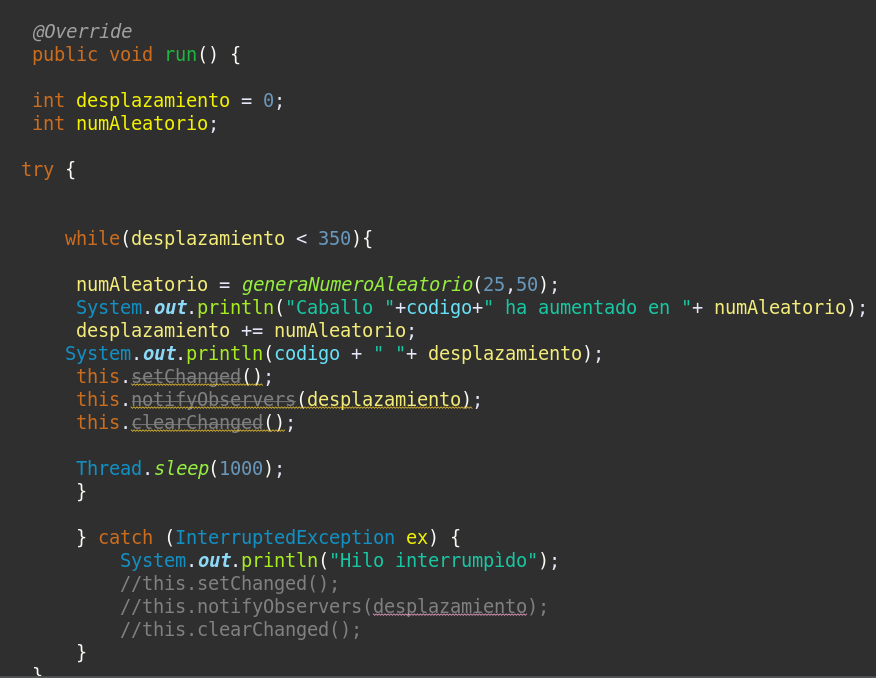 @Override
public void run() {
int desplazamiento = 0;
int numAleatorio;
try {
while(desplazamiento < 350){
numAleatorio = generaNumeroAleatorio(25,50);
System.out.println("Caballo "+codigo+" ha aumentado en "+ numAleatorio);
desplazamiento += numAleatorio;
System.out.println(codigo + " "+ desplazamiento);
this.setChanged();
this.notifyObservers(desplazamiento);
this.clearChanged();
Thread.sleep(1000);
}
} catch (InterruptedException ex) {
System.out.println("Hilo interrumpìdo");
//this.setChanged();
//this.notifyObservers(desplazamiento);
//this.clearChanged();
}
}